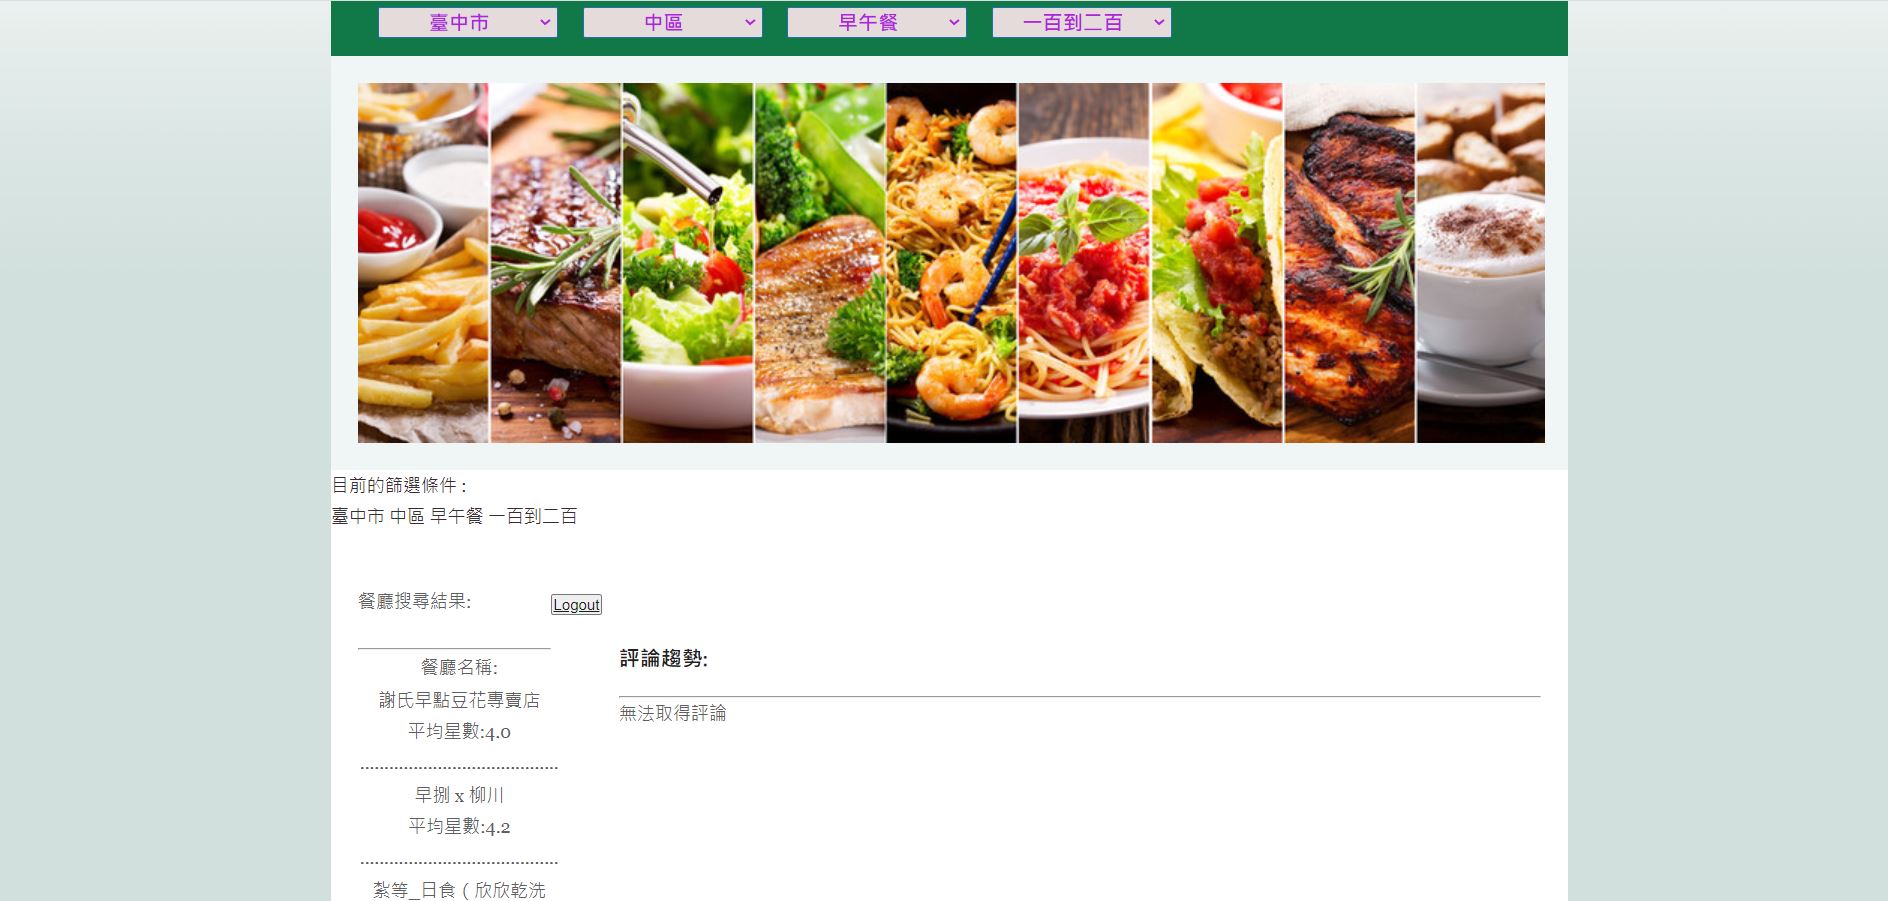 臺中市 中區 早午餐 一百到二百
目前的篩選條件 :
臺中市 中區 早午餐 一百到二百
餐廳搜尋結果:
Logout
餐廳名稱:
謝氏早點豆花專賣店
平均星數:4.0
早捌 x 柳川
平均星數:4.2
紮等_日食（欣欣乾洗
評論趨勢:
無法取得評論